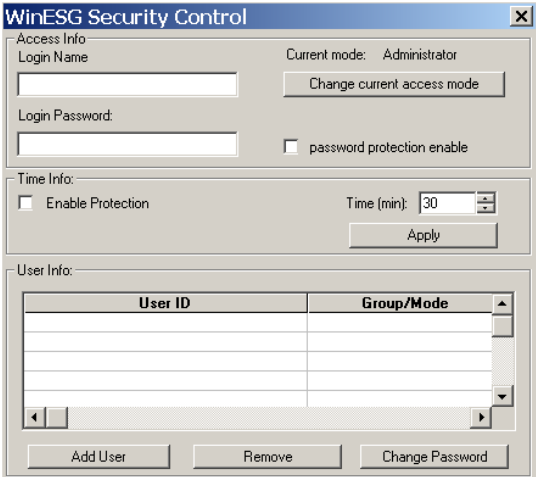 WinESG Security Control
Access Info
Login Name
Current mode: Administrator
Change current access mode
Login Password:
password protection enable
Time Info:
Enable Protection
Time (min): 30
Apply
User Info:
User ID Group/Mode
Add User Remove Change Password